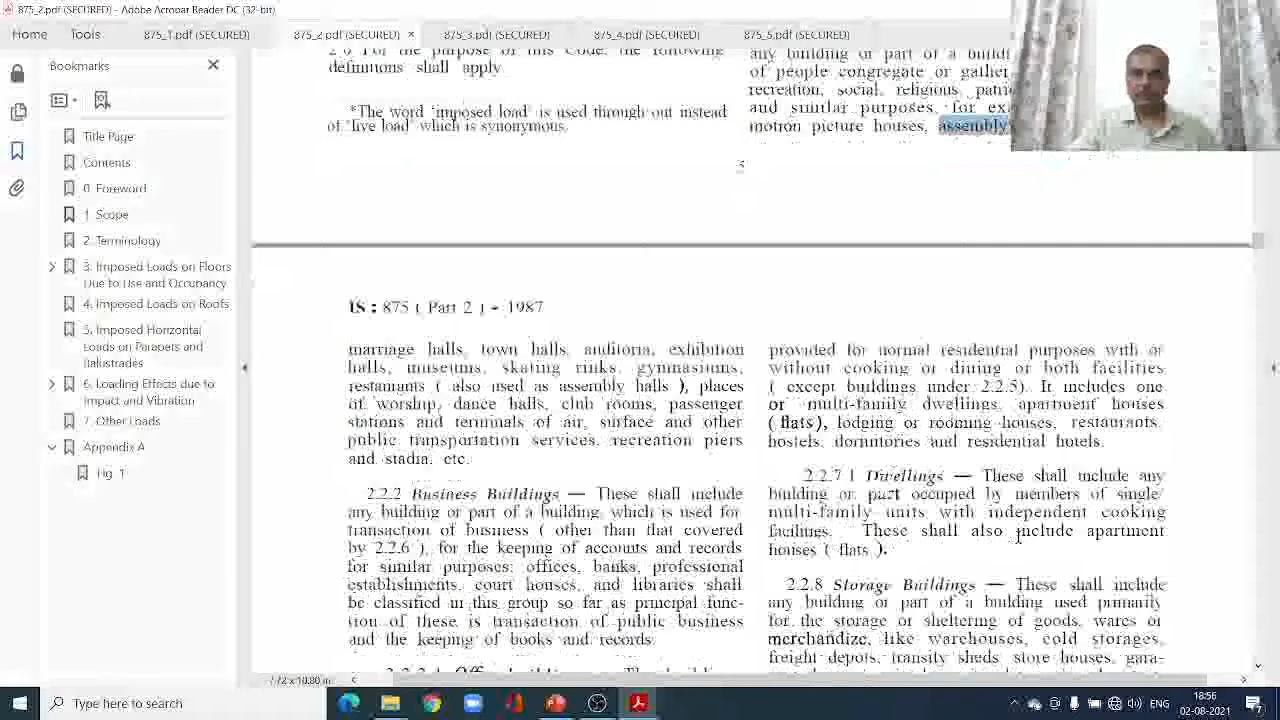 875_2.pdf (SECURED) - Adobe Acrobat Reader DC (32-bit)
Home Tools 875_1.pdf (SECURED) 875_2.pdf (SECURED) × 875_3.pdf (SECURED) 875_4.pdf (SECURED) 875_5.pdf (SECURED)
Bookmarks
Title Page
Contents
0. Foreword
1. Scope
2. Terminology
3. Imposed Loads on Floors
Due to Use and Occupancy
4. Imposed Loads on Roofs
5. Imposed Horizontal
Loads on Parapets and
Balustrades
6. Loading Effects due to
Impact and Vibration
7. Other Loads
Appendix A
Fig. 1
2.0 For the purpose of this Code, the following
definitions shall apply.
*The word 'imposed load' is used through out instead
of 'live load' which is synonymous.
any building or part of a buildi
of people congregate or gather
recreation, social, religious patri
and similar purposes, for ex
motion picture houses, assembly
5
IS : 875 ( Part 2 ) - 1987
marriage halls, town halls, auditoria, exhibition
halls, museums, skating rinks, gymnasiums,
restaurants ( also used as assembly halls ), places
of worship, dance halls, club rooms, passenger
stations and terminals of air, surface and other
public transportation services, recreation piers
and stadia, etc.
2.2.2 Business Buildings — These shall include
any building or part of a building, which is used for
transaction of business ( other than that covered
by 2.2.6 ), for the keeping of accounts and records
for similar purposes; offices, banks, professional
establishments, court houses, and libraries shall
be classified in this group so far as principal func-
tion of these is transaction of public business
and the keeping of books and records.
provided for normal residential purposes with or
without cooking or dining or both facilities
( except buildings under 2.2.5). It includes one
or multi-family dwellings, apartment houses
( flats ), lodging or rooming houses, restaurants,
hostels, dormitories and residential hotels.
2.2.7.1 Dwellings — These shall include any
building or part occupied by members of single/
multi-family units with independent cooking
facilities. These shall also include apartment
houses ( flats ).
2.2.8 Storage Buildings — These shall include
any building or part of a building used primarily
for the storage or sheltering of goods, wares or
merchandize, like warehouses, cold storages,
freight depots, transity sheds, store houses, gara-
7.72 x 10.80 in
Type here to search
18:56
02-08-2021